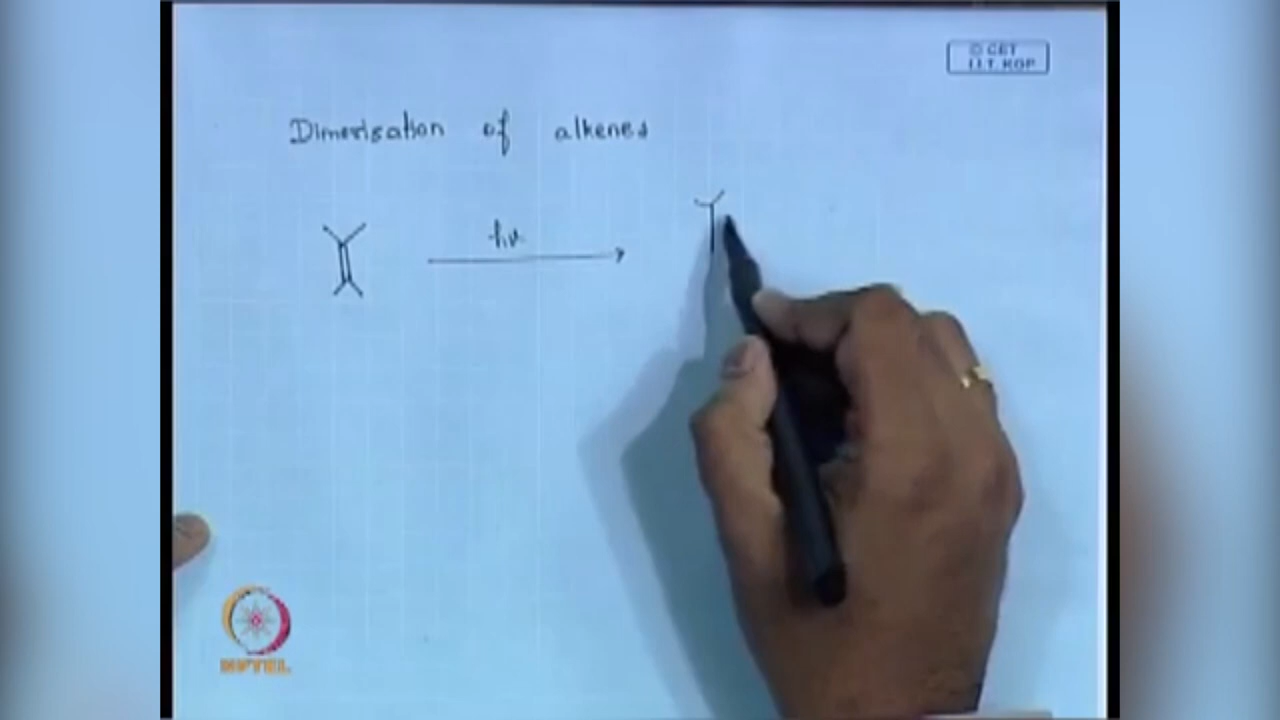 © CET
I.I.T. KGP
Dimerisation of alkenes
hν
NPTEL